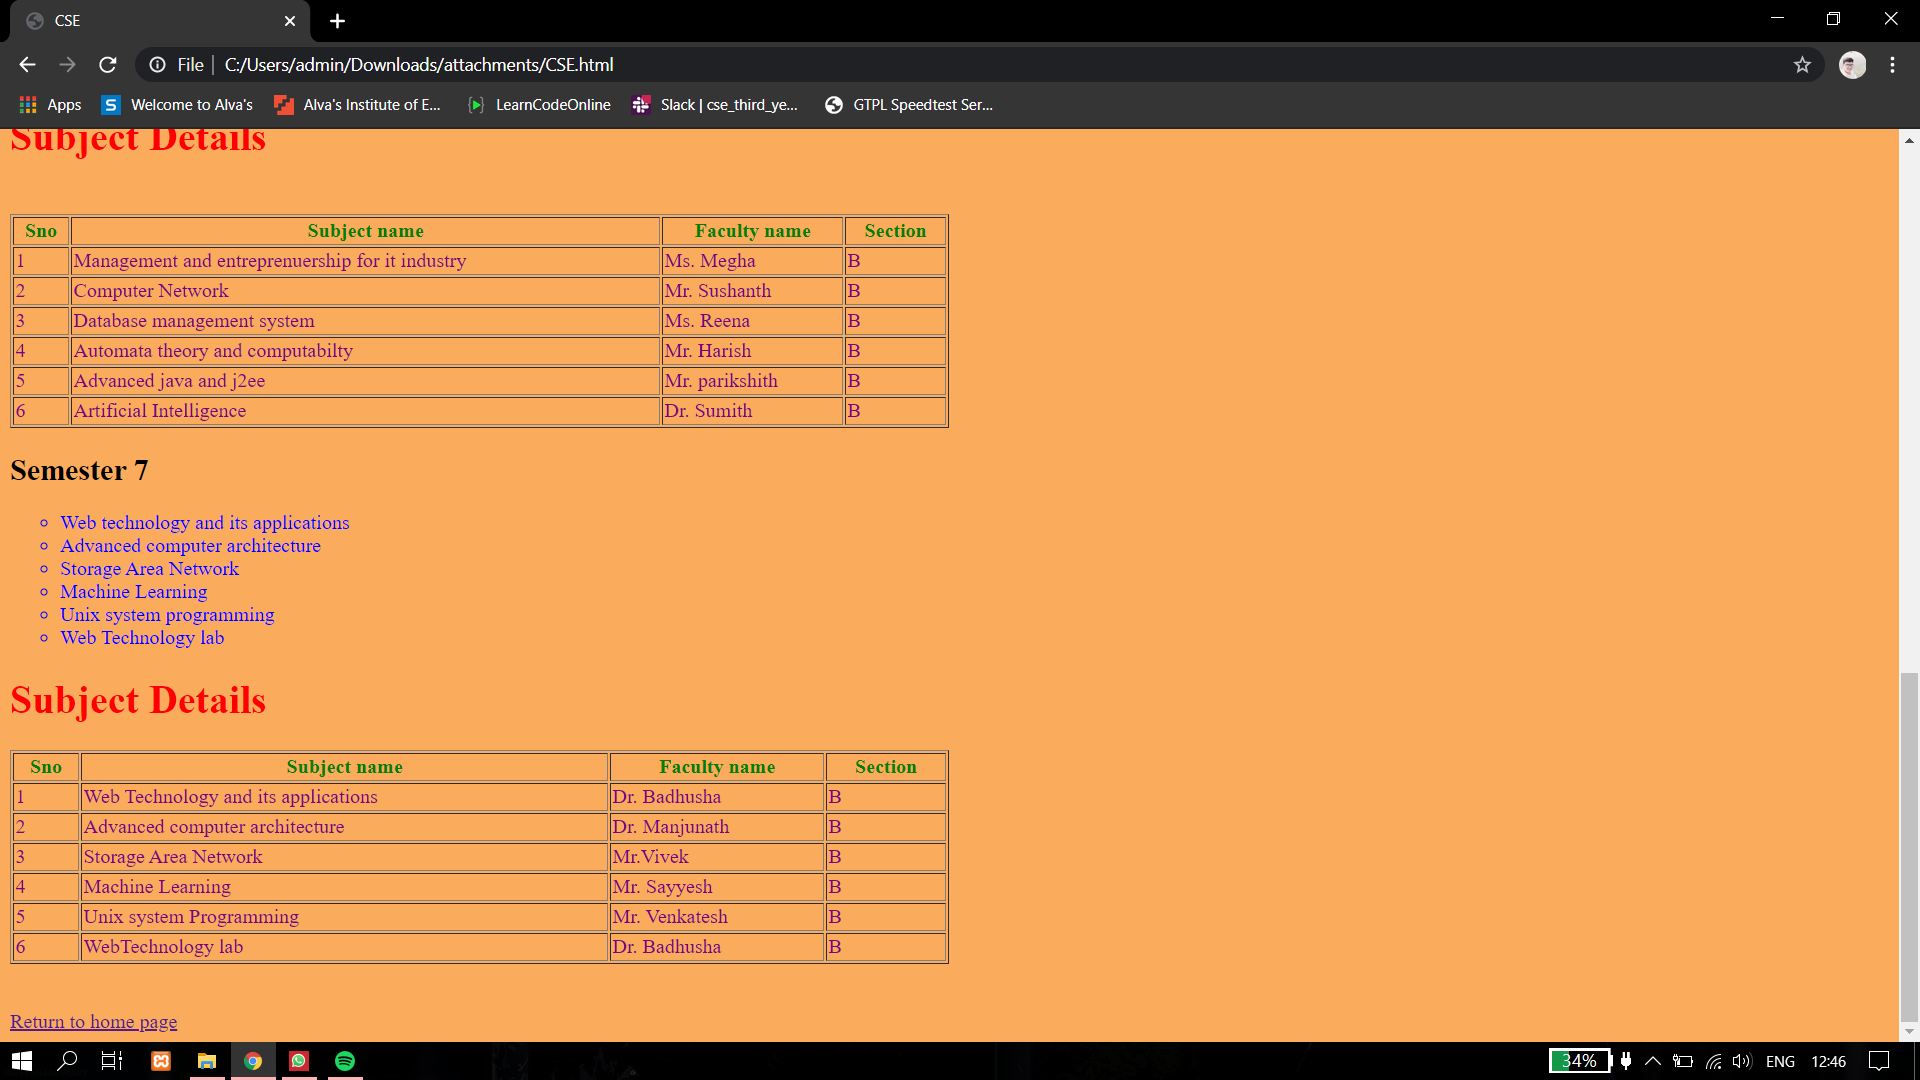 CSE
File C:/Users/admin/Downloads/attachments/CSE.html
Apps Welcome to Alva's Alva's Institute of E... LearnCodeOnline Slack | cse_third_ye... GTPL Speedtest Ser...
Subject Details
Sno Subject name Faculty name Section
1 Management and entreprenuership for it industry Ms. Megha B
2 Computer Network Mr. Sushanth B
3 Database management system Ms. Reena B
4 Automata theory and computabilty Mr. Harish B
5 Advanced java and j2ee Mr. parikshith B
6 Artificial Intelligence Dr. Sumith B
Semester 7
Web technology and its applications
Advanced computer architecture
Storage Area Network
Machine Learning
Unix system programming
Web Technology lab
Subject Details
Sno Subject name Faculty name Section
1 Web Technology and its applications Dr. Badhusha B
2 Advanced computer architecture Dr. Manjunath B
3 Storage Area Network Mr.Vivek B
4 Machine Learning Mr. Sayyesh B
5 Unix system Programming Mr. Venkatesh B
6 WebTechnology lab Dr. Badhusha B
Return to home page
34% ENG 12:46